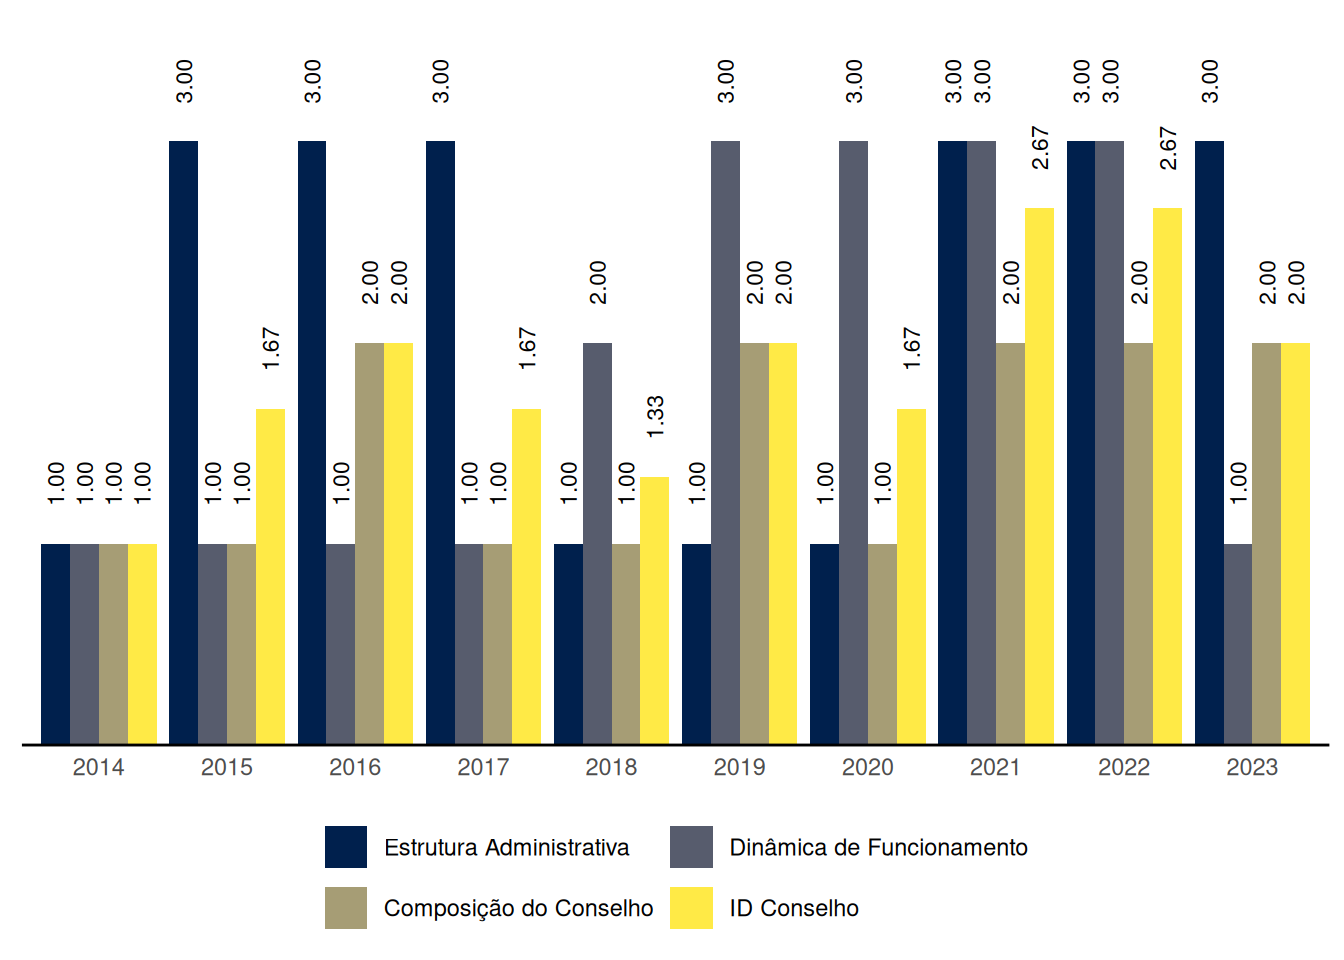 3.00 3.00 3.00 3.00 3.00 3.00 3.00 3.00 3.00 3.00
2.67 2.67
2.00 2.00 2.00 2.00 2.00 2.00 2.00 2.00 2.00
1.67 1.67 1.67
1.33
1.00 1.00 1.00 1.00 1.00 1.00 1.00 1.00 1.00 1.00 1.00 1.00 1.00 1.00 1.00
2014 2015 2016 2017 2018 2019 2020 2021 2022 2023
Estrutura Administrativa Dinâmica de Funcionamento
Composição do Conselho ID Conselho